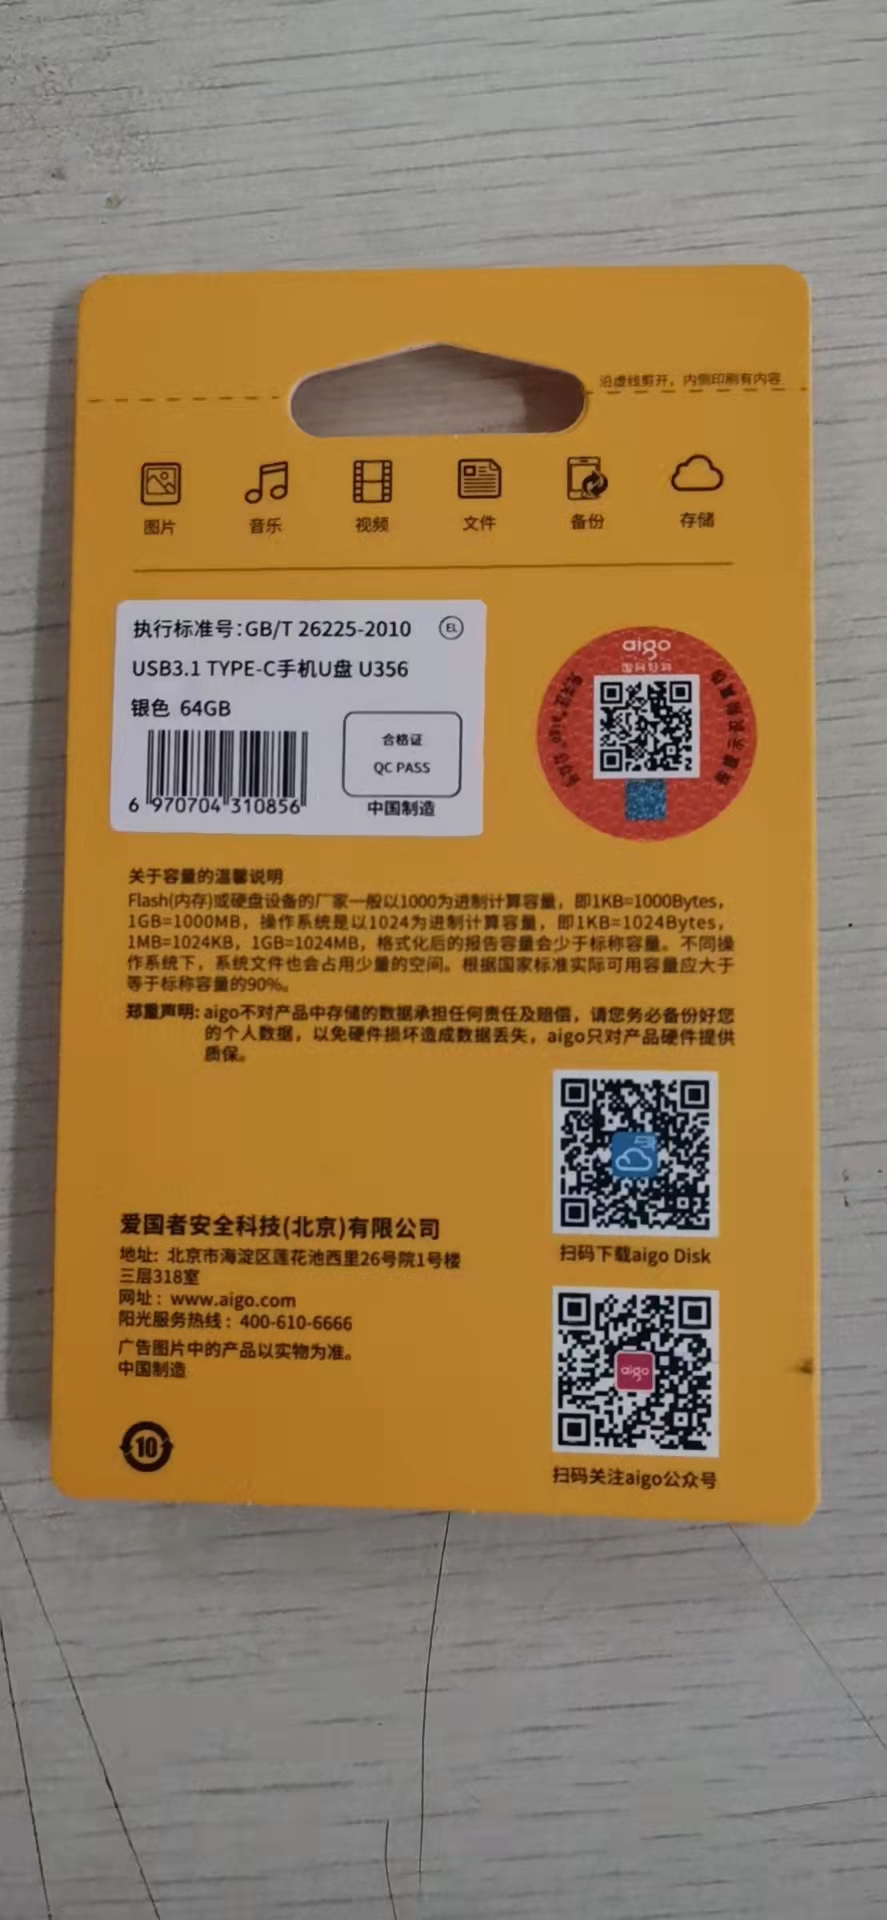 沿虚线剪开，内侧印刷有内容
图片 音乐 视频 文件 备份 存储
执行标准号:GB/T 26225-2010 EL
USB3.1 TYPE-C手机U盘 U356
银色 64GB
合格证
QC PASS
中国制造
6 970704 310856
aigo
关于容量的温馨说明
Flash(内存)或硬盘设备的厂家一般以1000为进制计算容量，即1KB=1000Bytes，
1GB=1000MB，操作系统是以1024为进制计算容量，即1KB=1024Bytes，
1MB=1024KB，1GB=1024MB，格式化后的报告容量会少于标称容量。不同操
作系统下，系统文件也会占用少量的空间。根据国家标准实际可用容量应大于
等于标称容量的90%。
郑重声明: aigo不对产品中存储的数据承担任何责任及赔偿，请您务必备份好您
的个人数据，以免硬件损坏造成数据丢失，aigo只对产品硬件提供
质保。
扫码下载aigo Disk
爱国者安全科技(北京)有限公司
地址: 北京市海淀区莲花池西里26号院1号楼
三层318室
网址: www.aigo.com
阳光服务热线: 400-610-6666
广告图片中的产品以实物为准。
中国制造
aigo
扫码关注aigo公众号
10